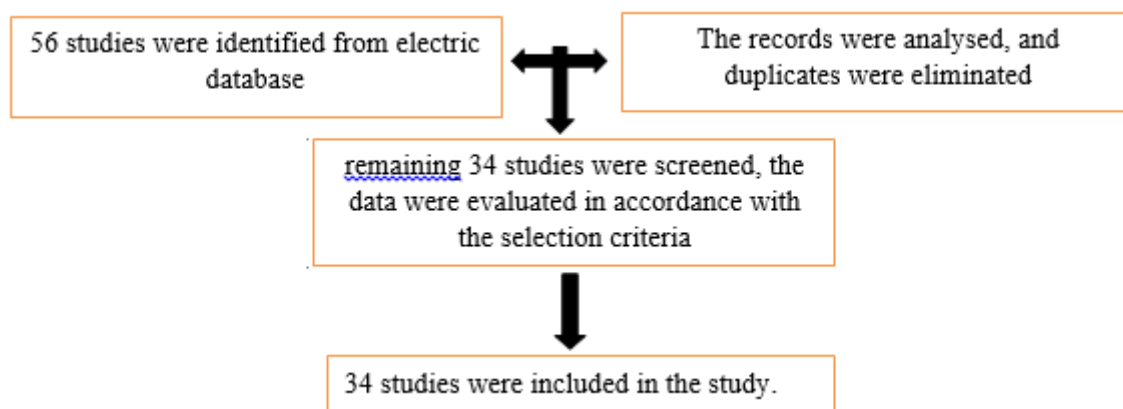 56 studies were identified from electric
database
The records were analysed, and
duplicates were eliminated
remaining 34 studies were screened, the
data were evaluated in accordance with
the selection criteria
34 studies were included in the study.